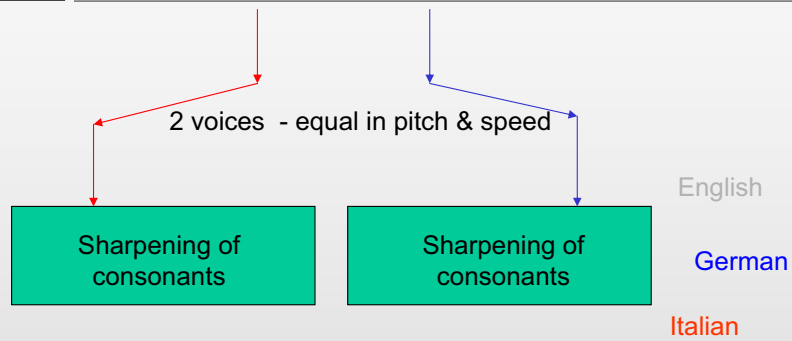 2 voices - equal in pitch & speed
English
Sharpening of
consonants
Sharpening of
consonants
German
Italian